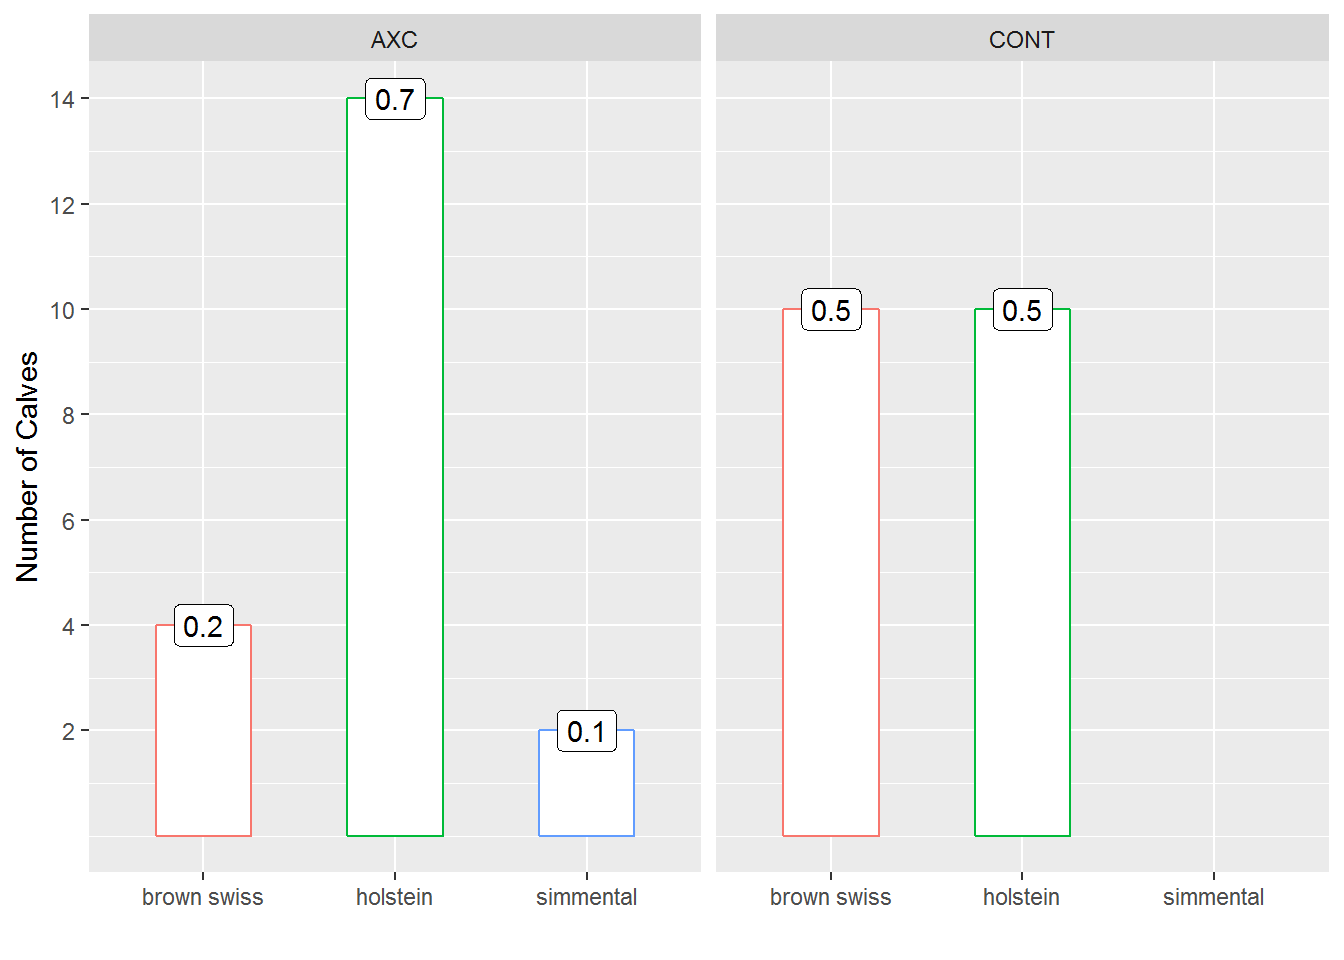 AXC
CONT
Number of Calves
14
12
10
8
6
4
2
0.7
0.2
0.1
0.5
0.5
brown swiss
holstein
simmental
brown swiss
holstein
simmental